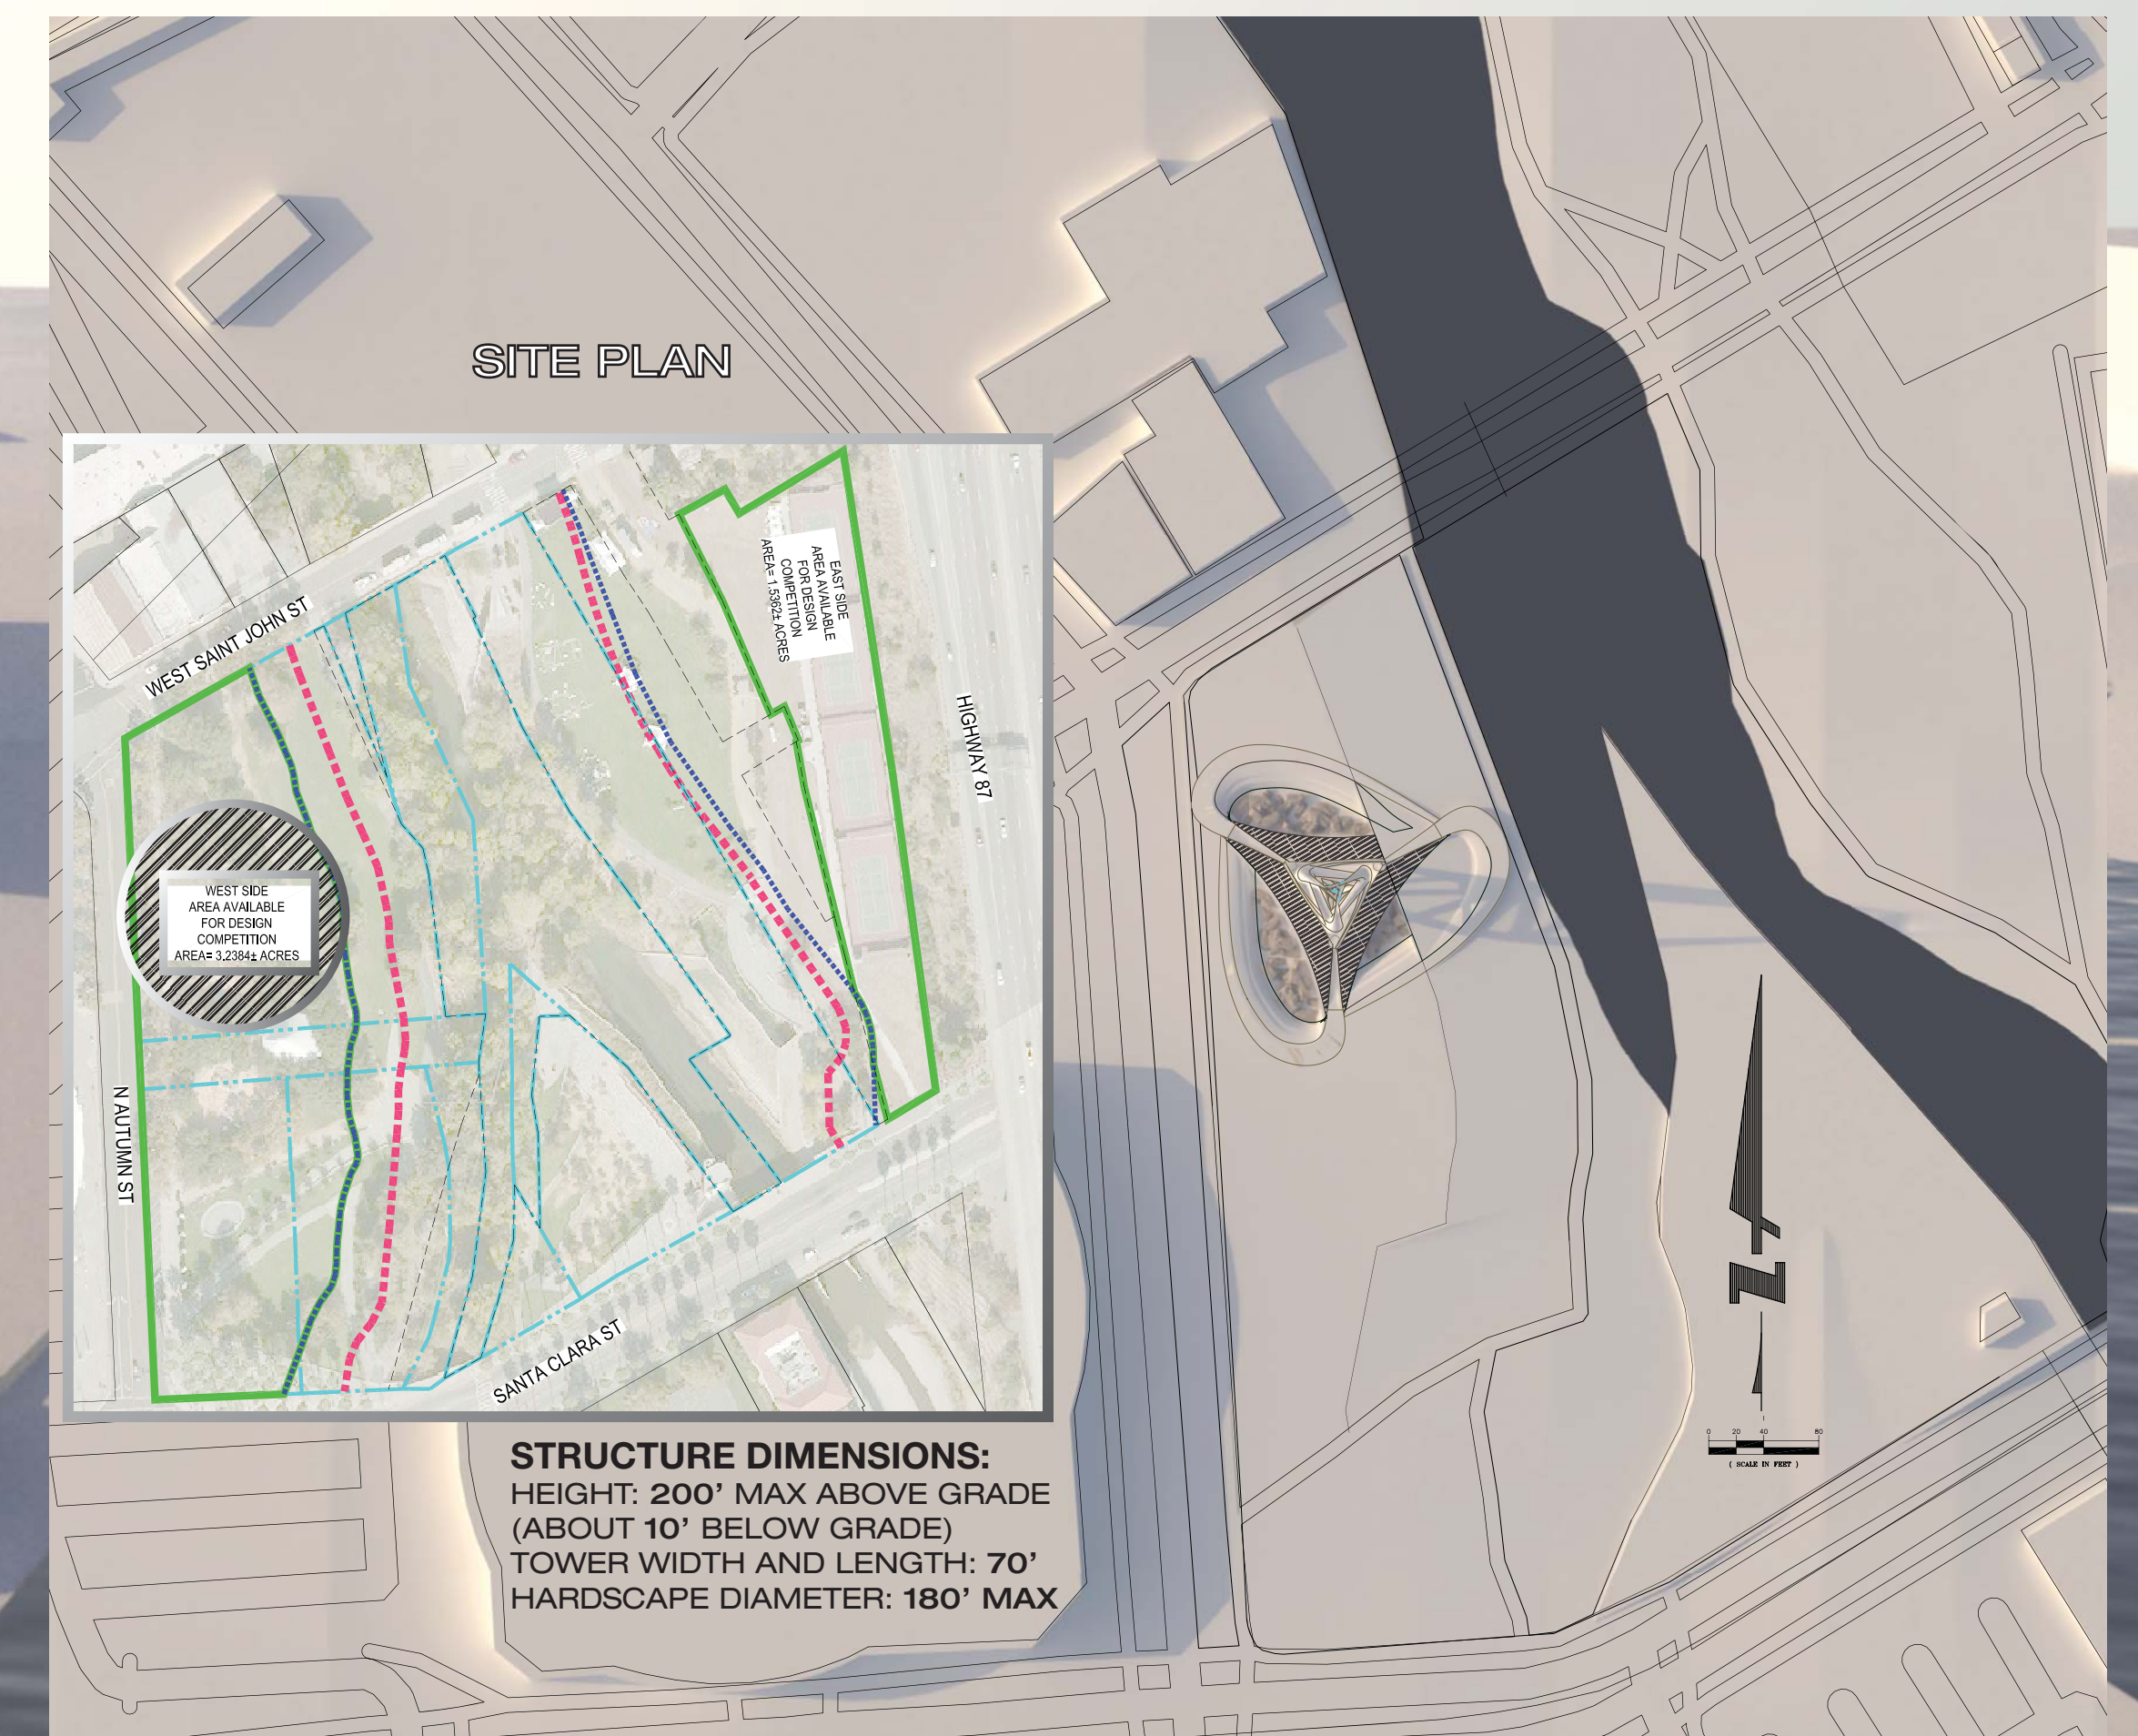 SITE PLAN
EAST SIDE
AREA AVAILABLE
FOR DESIGN
COMPETITION
AREA= 1.5362± ACRES
WEST SAINT JOHN ST
HIGHWAY 87
WEST SIDE
AREA AVAILABLE
FOR DESIGN
COMPETITION
AREA= 3.2384± ACRES
N AUTUMN ST
SANTA CLARA ST
Z
0 20 40 80
( SCALE IN FEET )
STRUCTURE DIMENSIONS:
HEIGHT: 200’ MAX ABOVE GRADE
(ABOUT 10’ BELOW GRADE)
TOWER WIDTH AND LENGTH: 70’
HARDSCAPE DIAMETER: 180’ MAX